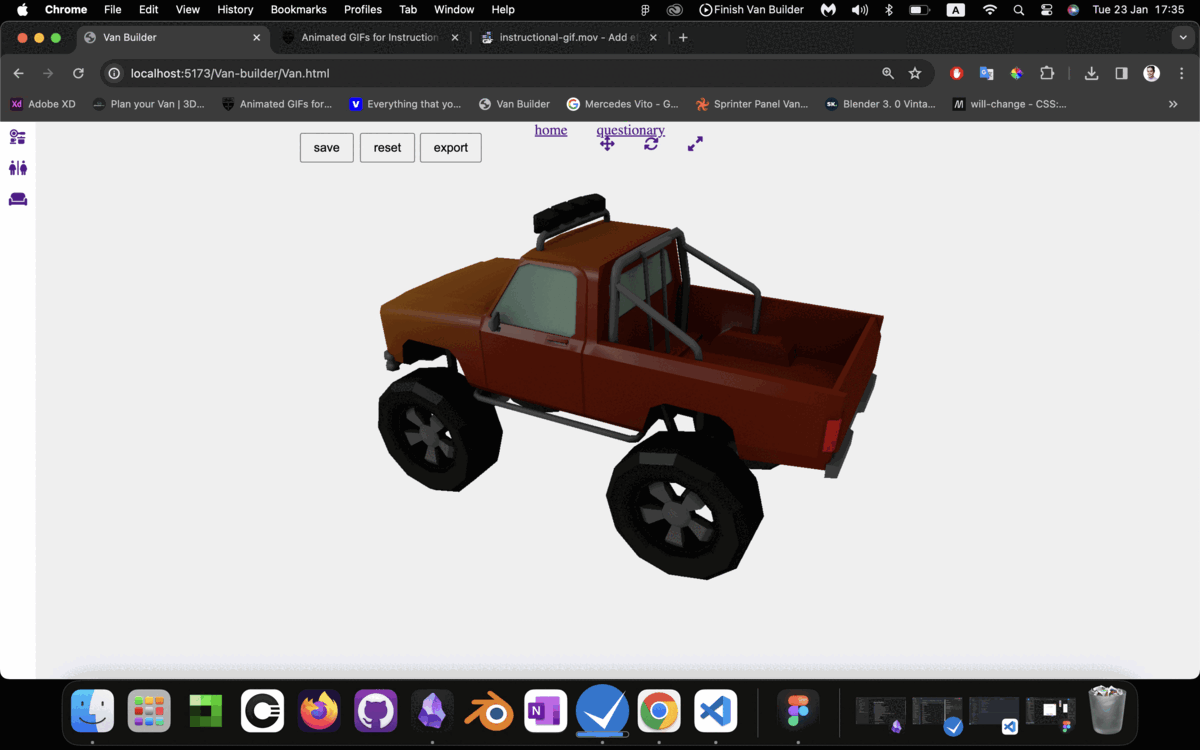 Chrome File Edit View History Bookmarks Profiles Tab Window Help Finish Van Builder A Tue 23 Jan 17:35
Van Builder Animated GIFs for Instruction instructional-gif.mov - Add e
localhost:5173/Van-builder/Van.html
Xd Adobe XD Plan your Van | 3D... Animated GIFs for... V Everything that yo... Van Builder G Mercedes Vito - G... Sprinter Panel Van... SK. Blender 3. 0 Vinta... M will-change - CSS:...
home questionary
save reset export
N